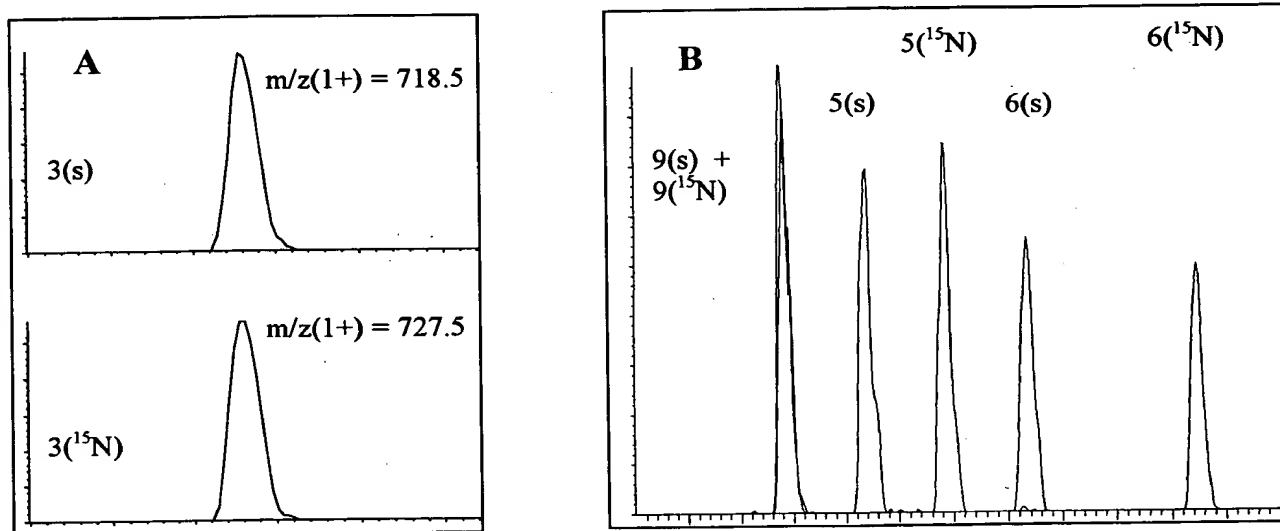 A
m/z(1+) = 718.5
3(s)
m/z(1+) = 727.5
3(¹⁵N)
B
5(¹⁵N)
6(¹⁵N)
5(s)
6(s)
9(s) +
9(¹⁵N)